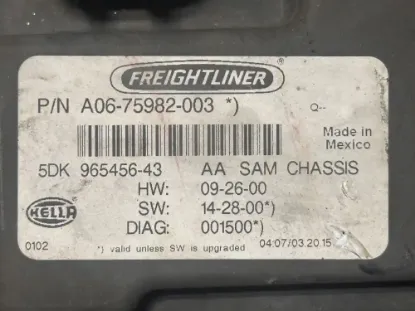 FREIGHTLINER
P/N A06-75982-003 *)
Q--
Made in
Mexico
5DK 965456-43 AA SAM CHASSIS
HW: 09-26-00
SW: 14-28-00*)
HELLA
DIAG: 001500*)
0102 *) valid unless SW is upgraded 04:07/03.20.15